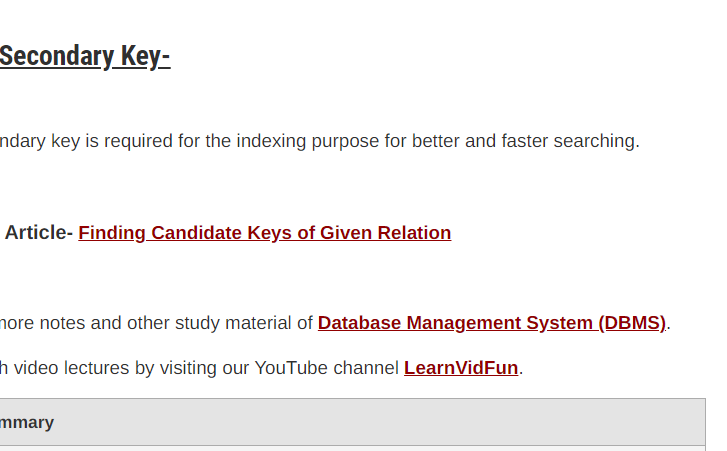 Secondary Key-
ndary key is required for the indexing purpose for better and faster searching.
Article- Finding Candidate Keys of Given Relation
more notes and other study material of Database Management System (DBMS).
h video lectures by visiting our YouTube channel LearnVidFun.
mmary